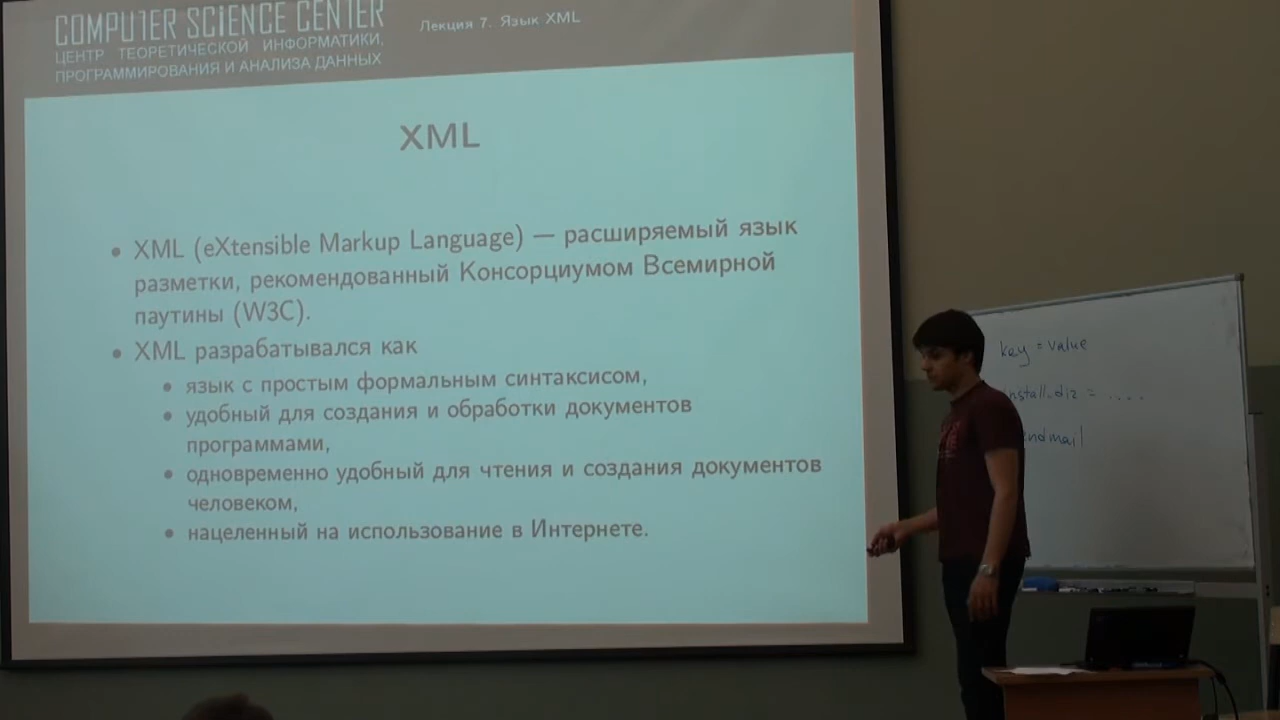 COMPUTER SCIENCE CENTER
ЦЕНТР ТЕОРЕТИЧЕСКОЙ ИНФОРМАТИКИ,
ПРОГРАММИРОВАНИЯ И АНАЛИЗА ДАННЫХ
Лекция 7. Язык XML
XML
• XML (eXtensible Markup Language) — расширяемый язык
разметки, рекомендованный Консорциумом Всемирной
паутины (W3C).
• XML разрабатывался как
• язык с простым формальным синтаксисом,
• удобный для создания и обработки документов
программами,
• одновременно удобный для чтения и создания документов
человеком,
• нацеленный на использование в Интернете.
key = value